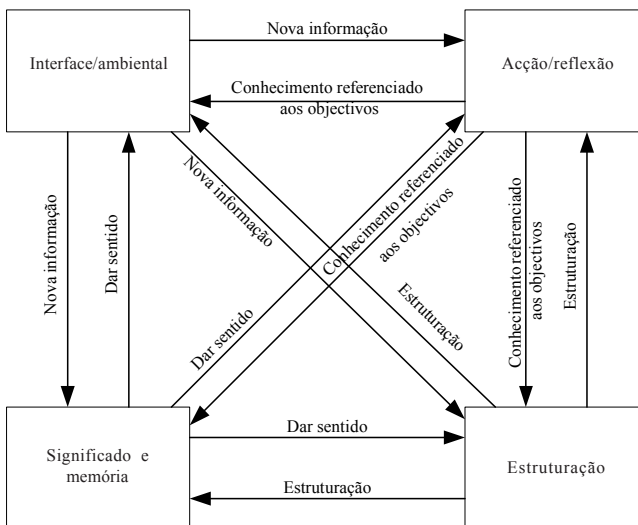 Nova informação
Interface/ambiental
Acção/reflexão
Conhecimento referenciado
aos objectivos
Nova informação
Dar sentido
Nova informação
Conhecimento referenciado
aos objectivos
Conhecimento referenciado
aos objectivos
Estruturação
Dar sentido
Estruturação
Dar sentido
Significado e
memória
Estruturação
Estruturação